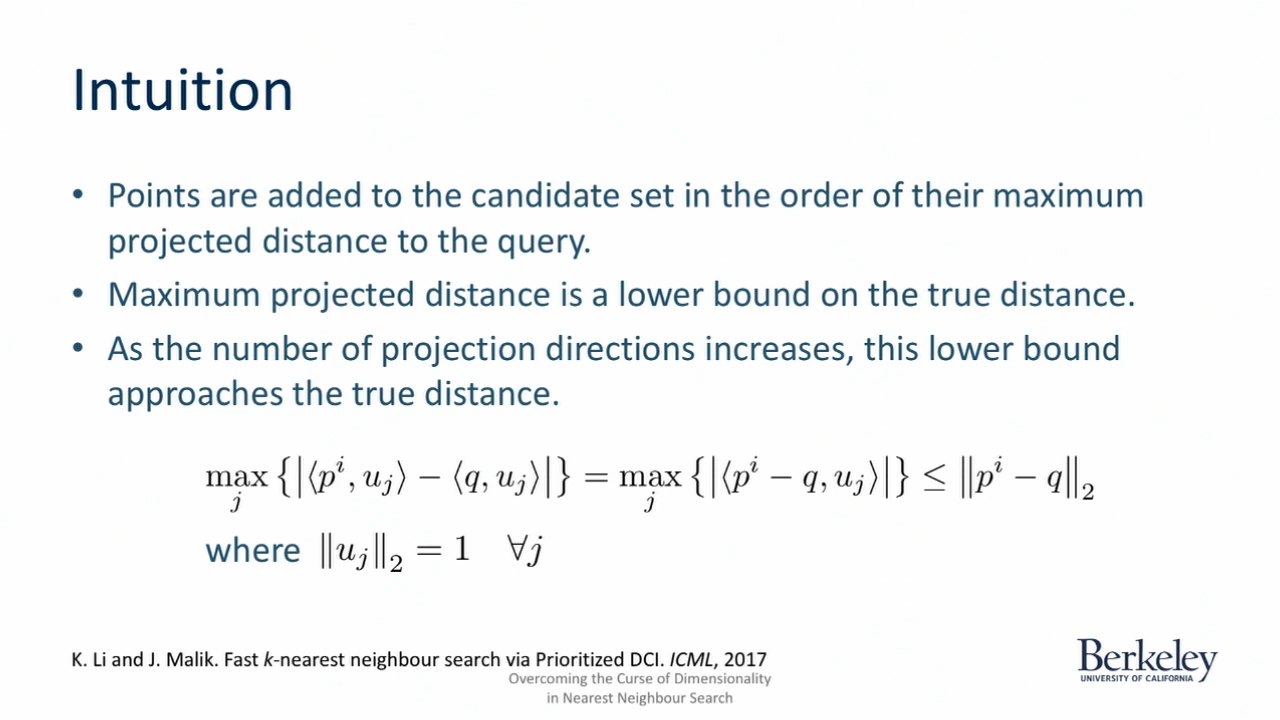 Intuition
• Points are added to the candidate set in the order of their maximum
projected distance to the query.
• Maximum projected distance is a lower bound on the true distance.
• As the number of projection directions increases, this lower bound
approaches the true distance.
max_j {|⟨p^i, u_j⟩ − ⟨q, u_j⟩|} = max_j {|⟨p^i − q, u_j⟩|} ≤ ‖p^i − q‖_2
where ‖u_j‖_2 = 1 ∀j
K. Li and J. Malik. Fast k-nearest neighbour search via Prioritized DCI. ICML, 2017
Overcoming the Curse of Dimensionality
in Nearest Neighbour Search
Berkeley
UNIVERSITY OF CALIFORNIA